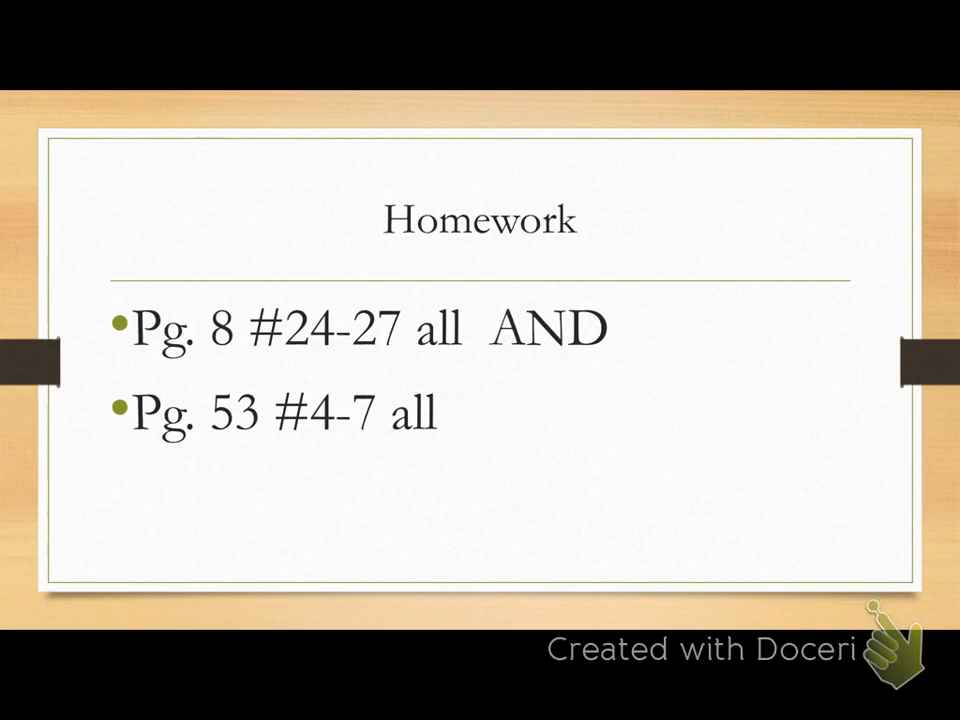 Homework
•Pg. 8 #24-27 all  AND
•Pg. 53 #4-7 all
Created with Doceri